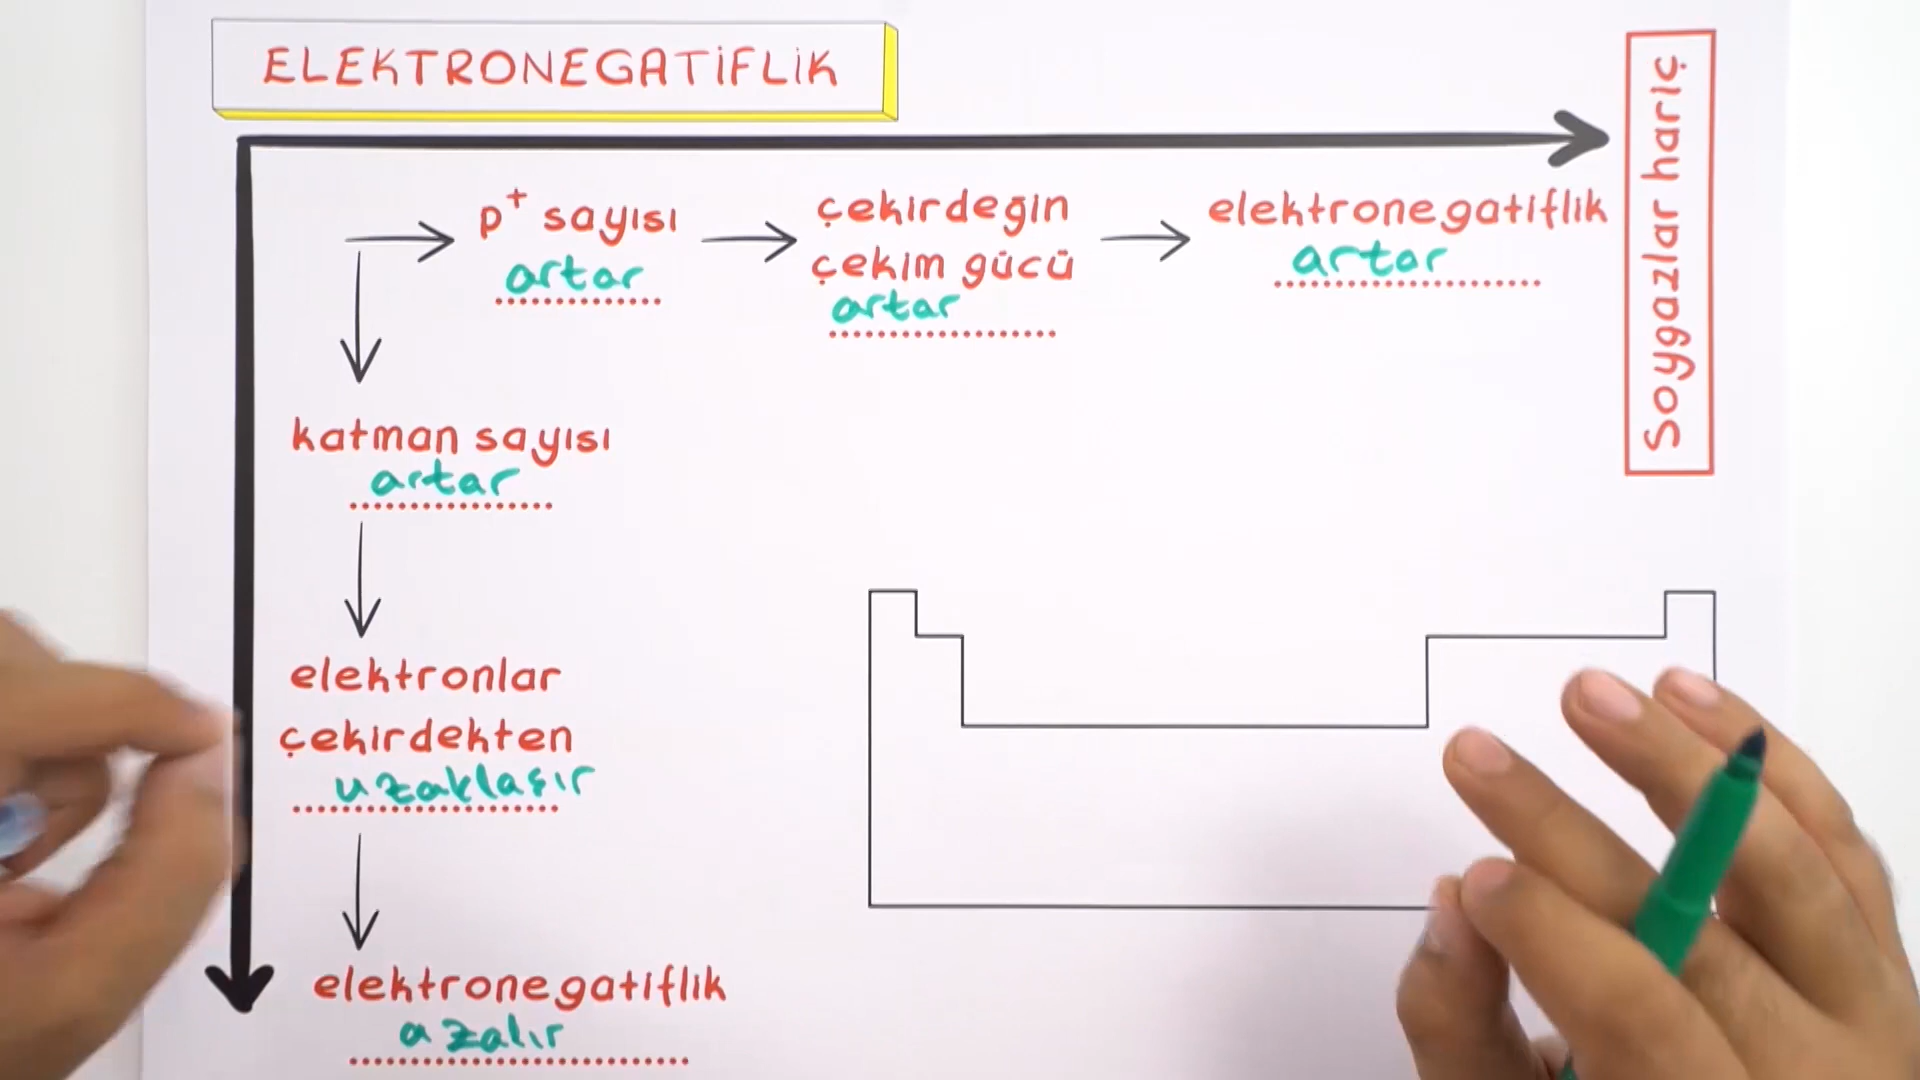 ELEKTRONEGATİFLİK
Soygazlar hariç
p⁺ sayısı
artar
çekirdeğin
çekim gücü
artar
elektronegatiflik
artar
katman sayısı
artar
elektronlar
çekirdekten
uzaklaşır
elektronegatiflik
azalır